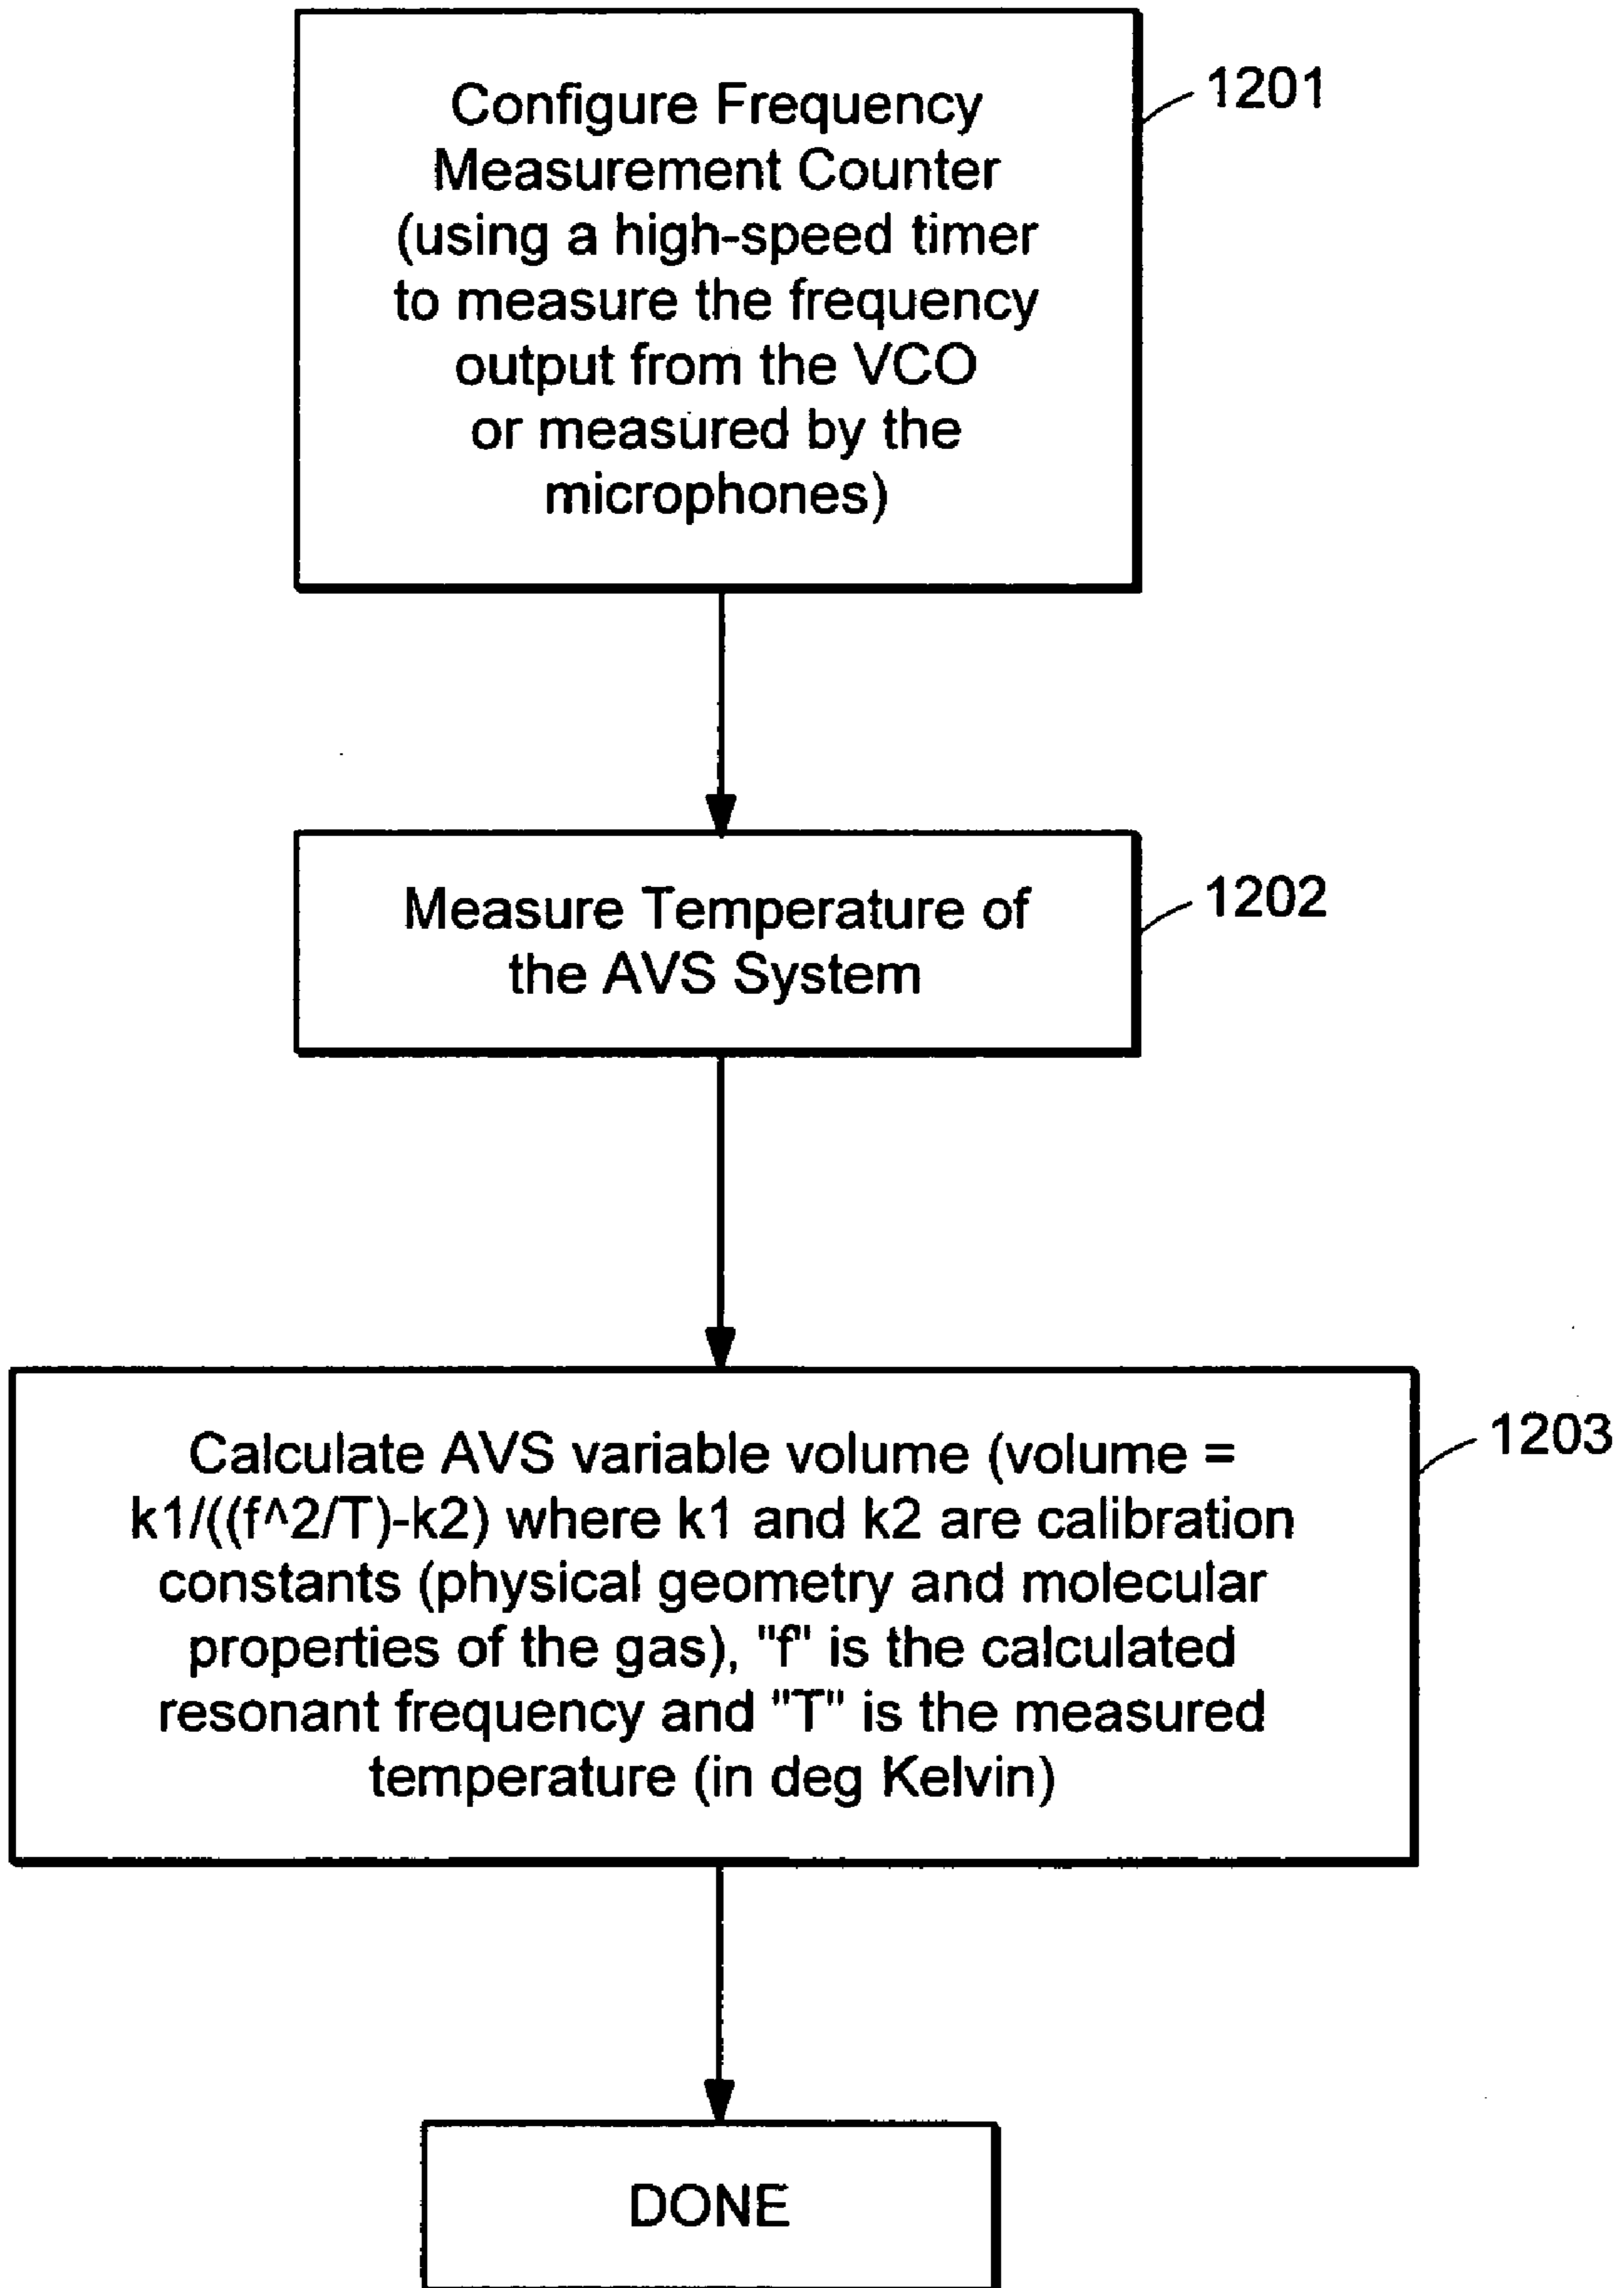 Configure Frequency
Measurement Counter
(using a high-speed timer
to measure the frequency
output from the VCO
or measured by the
microphones)
1201
Measure Temperature of
the AVS System
1202
Calculate AVS variable volume (volume =
k1/((f^2/T)-k2) where k1 and k2 are calibration
constants (physical geometry and molecular
properties of the gas), "f" is the calculated
resonant frequency and "T" is the measured
temperature (in deg Kelvin)
1203
DONE